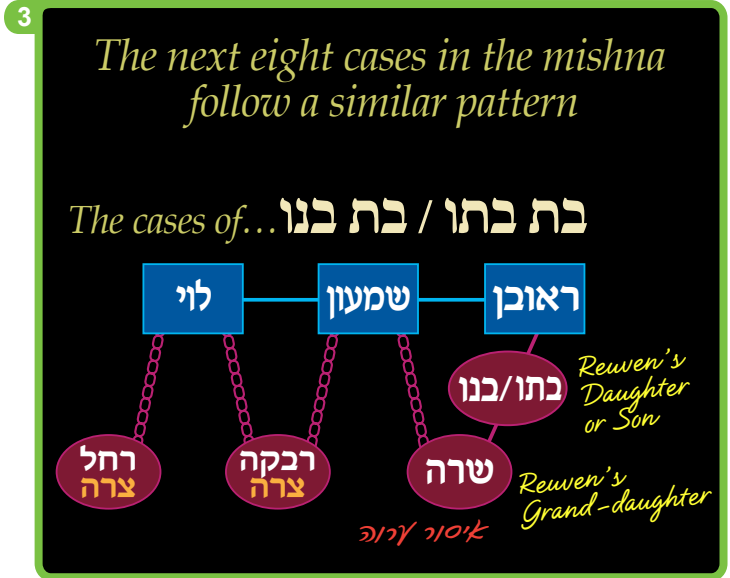 3
The next eight cases in the mishna
follow a similar pattern
The cases of...בת בתו / בת בנו
ראובן
שמעון
לוי
בתו/בנו
Reuven's
Daughter
or Son
שרה
רבקה
צרה
רחל
צרה
Reuven's
Grand-daughter
איסור ערוה